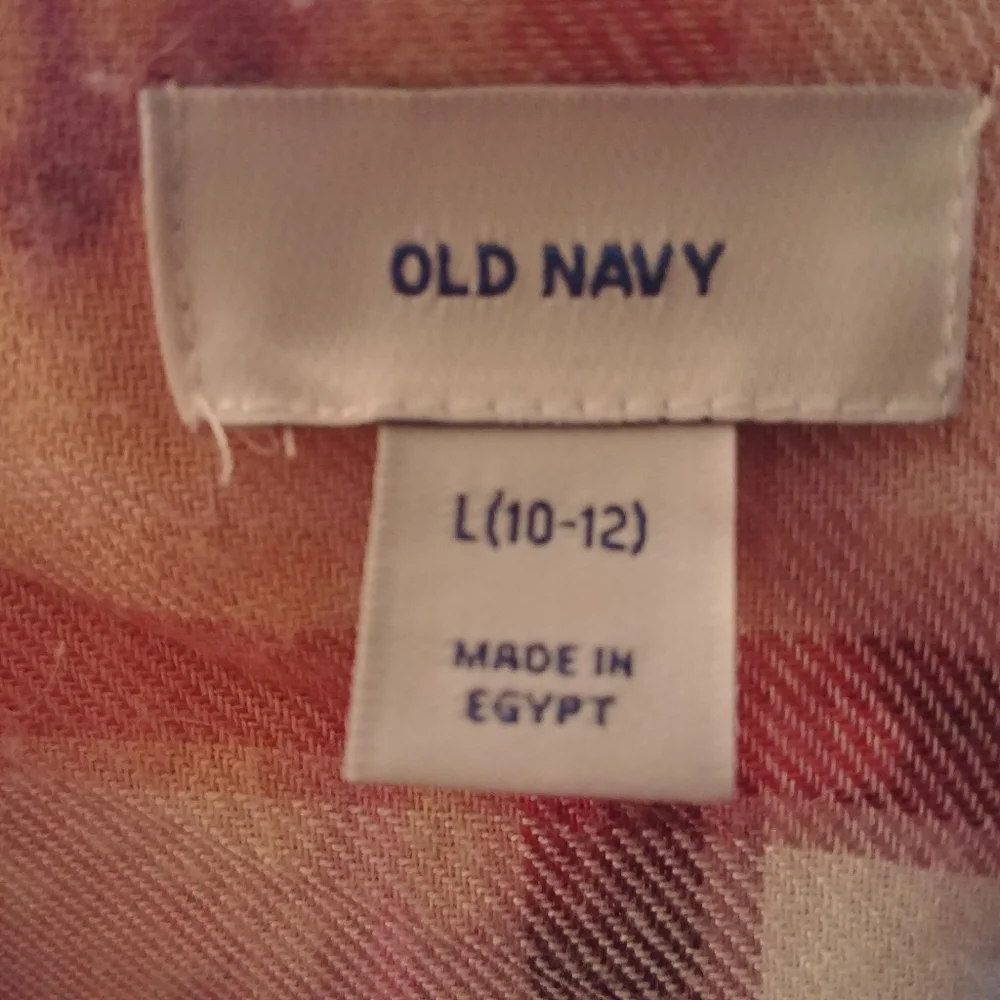 OLD NAVY
L(10-12)
MADE IN
EGYPT